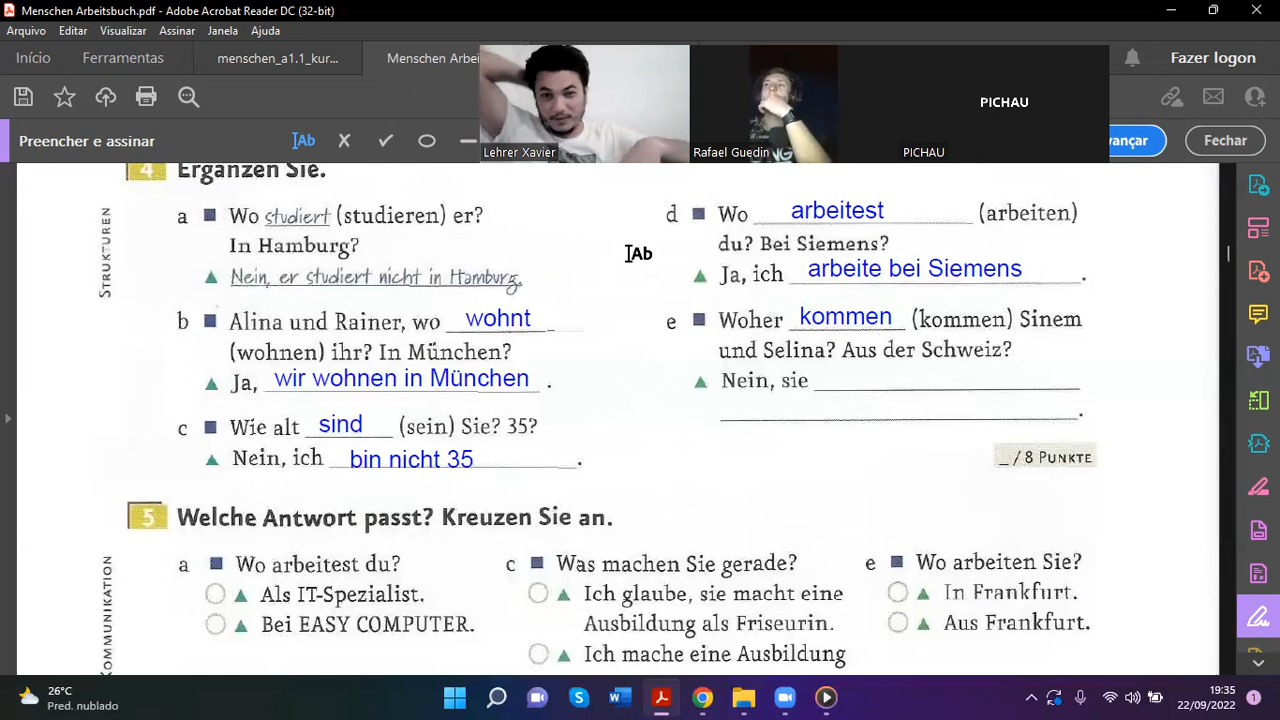 Menschen Arbeitsbuch.pdf - Adobe Acrobat Reader DC (32-bit)
Arquivo Editar Visualizar Assinar Janela Ajuda
Início Ferramentas menschen_a1.1_kur... Menschen Arbei Fazer logon
Preencher e assinar Ab vançar Fechar
Lehrer Xavier Rafael Guedin PICHAU
PICHAU
STRUKTUREN
4 Ergänzen Sie.
a Wo studiert (studieren) er?
In Hamburg?
Nein, er studiert nicht in Hamburg.
b Alina und Rainer, wo wohnt
(wohnen) ihr? In München?
Ja, wir wohnen in München .
c Wie alt sind (sein) Sie? 35?
Nein, ich bin nicht 35 .
d Wo arbeitest (arbeiten)
du? Bei Siemens?
Ja, ich arbeite bei Siemens .
e Woher kommen (kommen) Sinem
und Selina? Aus der Schweiz?
Nein, sie
.
_ / 8 PUNKTE
Ab
KOMMUNIKATION
5 Welche Antwort passt? Kreuzen Sie an.
a Wo arbeitest du?
Als IT-Spezialist.
Bei EASY COMPUTER.
c Was machen Sie gerade?
Ich glaube, sie macht eine
Ausbildung als Friseurin.
Ich mache eine Ausbildung
e Wo arbeiten Sie?
In Frankfurt.
Aus Frankfurt.
26°C
Pred. nublado
19:35
22/09/2022
1